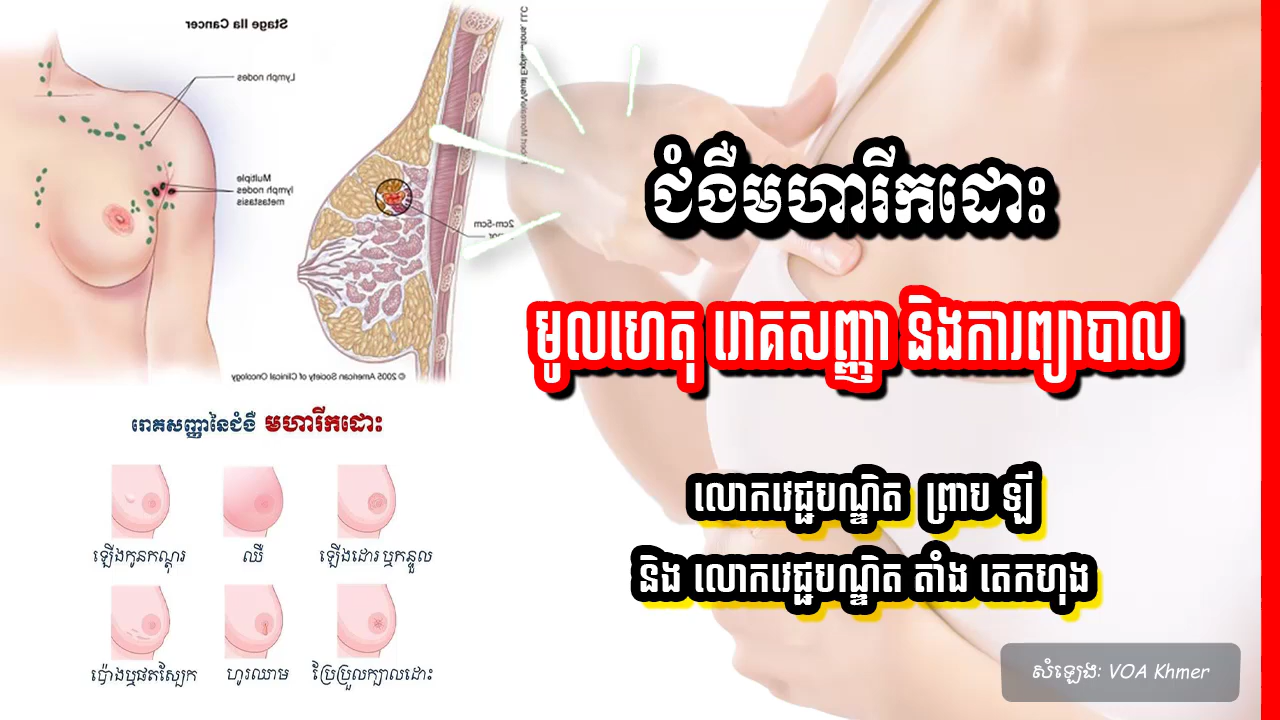 Stage IIa Cancer
Lymph nodes
Multiple
lymph nodes
metastasis
2cm-5cm
© 2005 American Society of Clinical Oncology
ជំងឺមហារីកដោះ
មូលហេតុ រោគសញ្ញា និងការព្យាបាល
រោគសញ្ញានៃជំងឺ មហារីកដោះ
ឡើងកូនកណ្តុរ
ឈឺ
ឡើងដោរ ឬកន្ទួល
ប៉ោងឬផតស្បែក
ហូរឈាម
ប្រែប្រួលក្បាលដោះ
លោកវេជ្ជបណ្ឌិត ព្រាប ឡី
និង លោកវេជ្ជបណ្ឌិត តាំង តេកហុង
សំឡេង: VOA Khmer